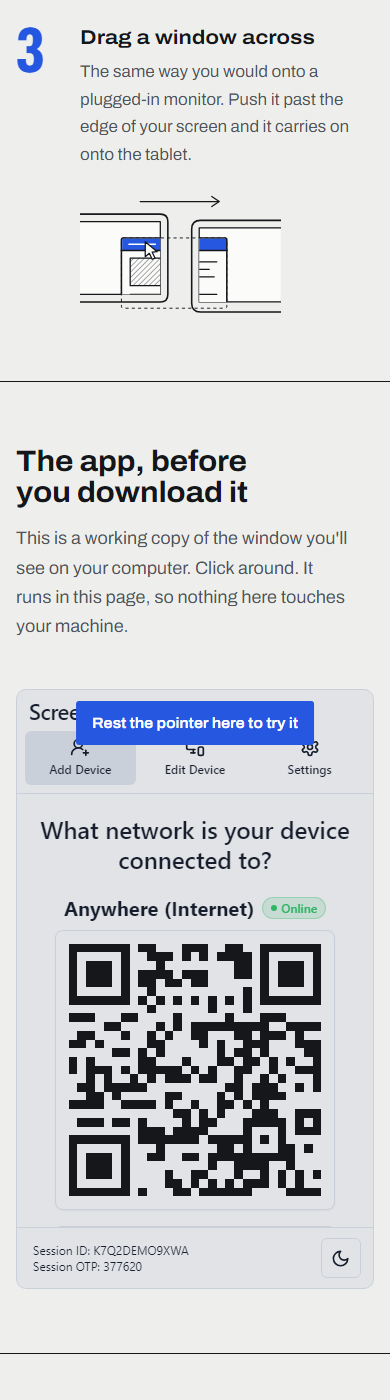 3
Drag a window across
The same way you would onto a
plugged-in monitor. Push it past the
edge of your screen and it carries on
onto the tablet.
The app, before
you download it
This is a working copy of the window you'll
see on your computer. Click around. It
runs in this page, so nothing here touches
your machine.
Rest the pointer here to try it
Add Device
Edit Device
Settings
What network is your device
connected to?
Anywhere (Internet)
Online
Session ID: K7Q2DEMO9XWA
Session OTP: 377620